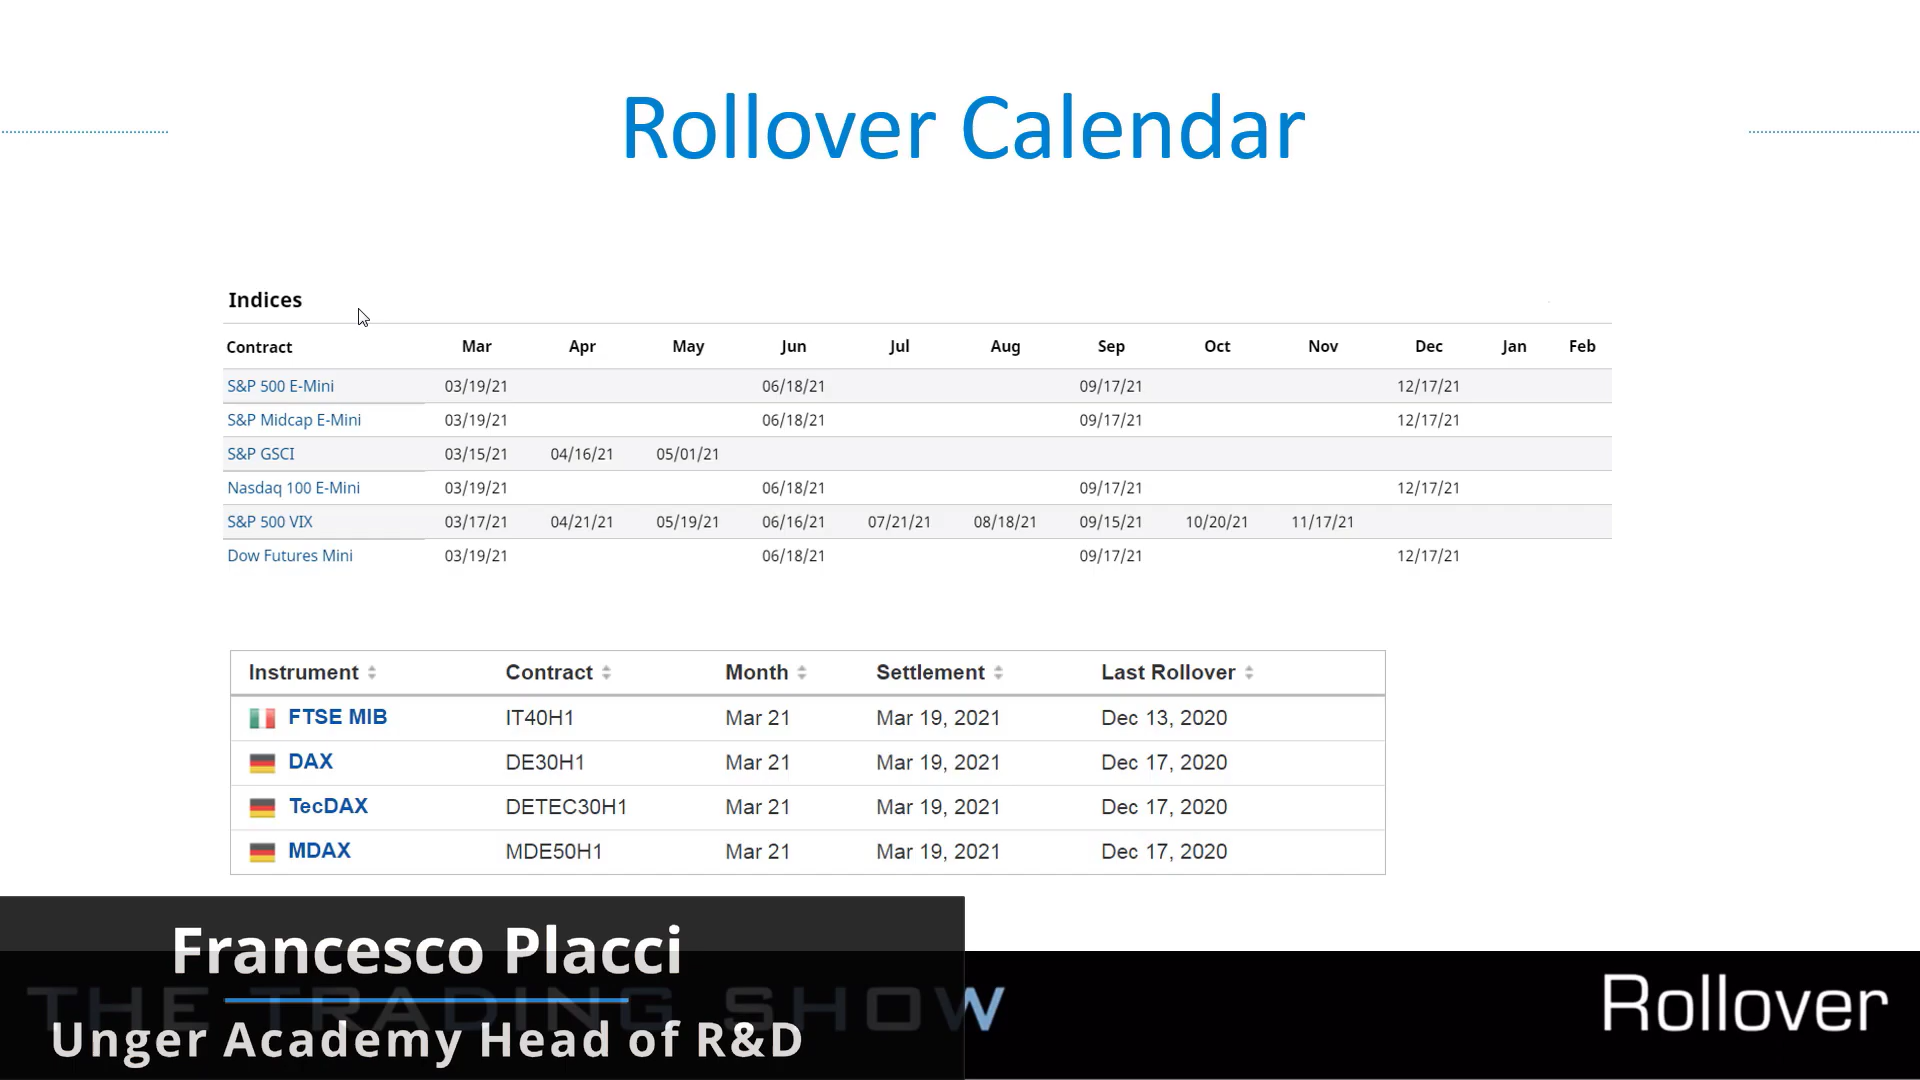 Rollover Calendar
Indices
Contract Mar Apr May Jun Jul Aug Sep Oct Nov Dec Jan Feb
S&P 500 E-Mini 03/19/21 06/18/21 09/17/21 12/17/21
S&P Midcap E-Mini 03/19/21 06/18/21 09/17/21 12/17/21
S&P GSCI 03/15/21 04/16/21 05/01/21
Nasdaq 100 E-Mini 03/19/21 06/18/21 09/17/21 12/17/21
S&P 500 VIX 03/17/21 04/21/21 05/19/21 06/16/21 07/21/21 08/18/21 09/15/21 10/20/21 11/17/21
Dow Futures Mini 03/19/21 06/18/21 09/17/21 12/17/21
Instrument Contract Month Settlement Last Rollover
FTSE MIB IT40H1 Mar 21 Mar 19, 2021 Dec 13, 2020
DAX DE30H1 Mar 21 Mar 19, 2021 Dec 17, 2020
TecDAX DETEC30H1 Mar 21 Mar 19, 2021 Dec 17, 2020
MDAX MDE50H1 Mar 21 Mar 19, 2021 Dec 17, 2020
Francesco Placci
THE TRADING SHOW
Unger Academy Head of R&D
Rollover